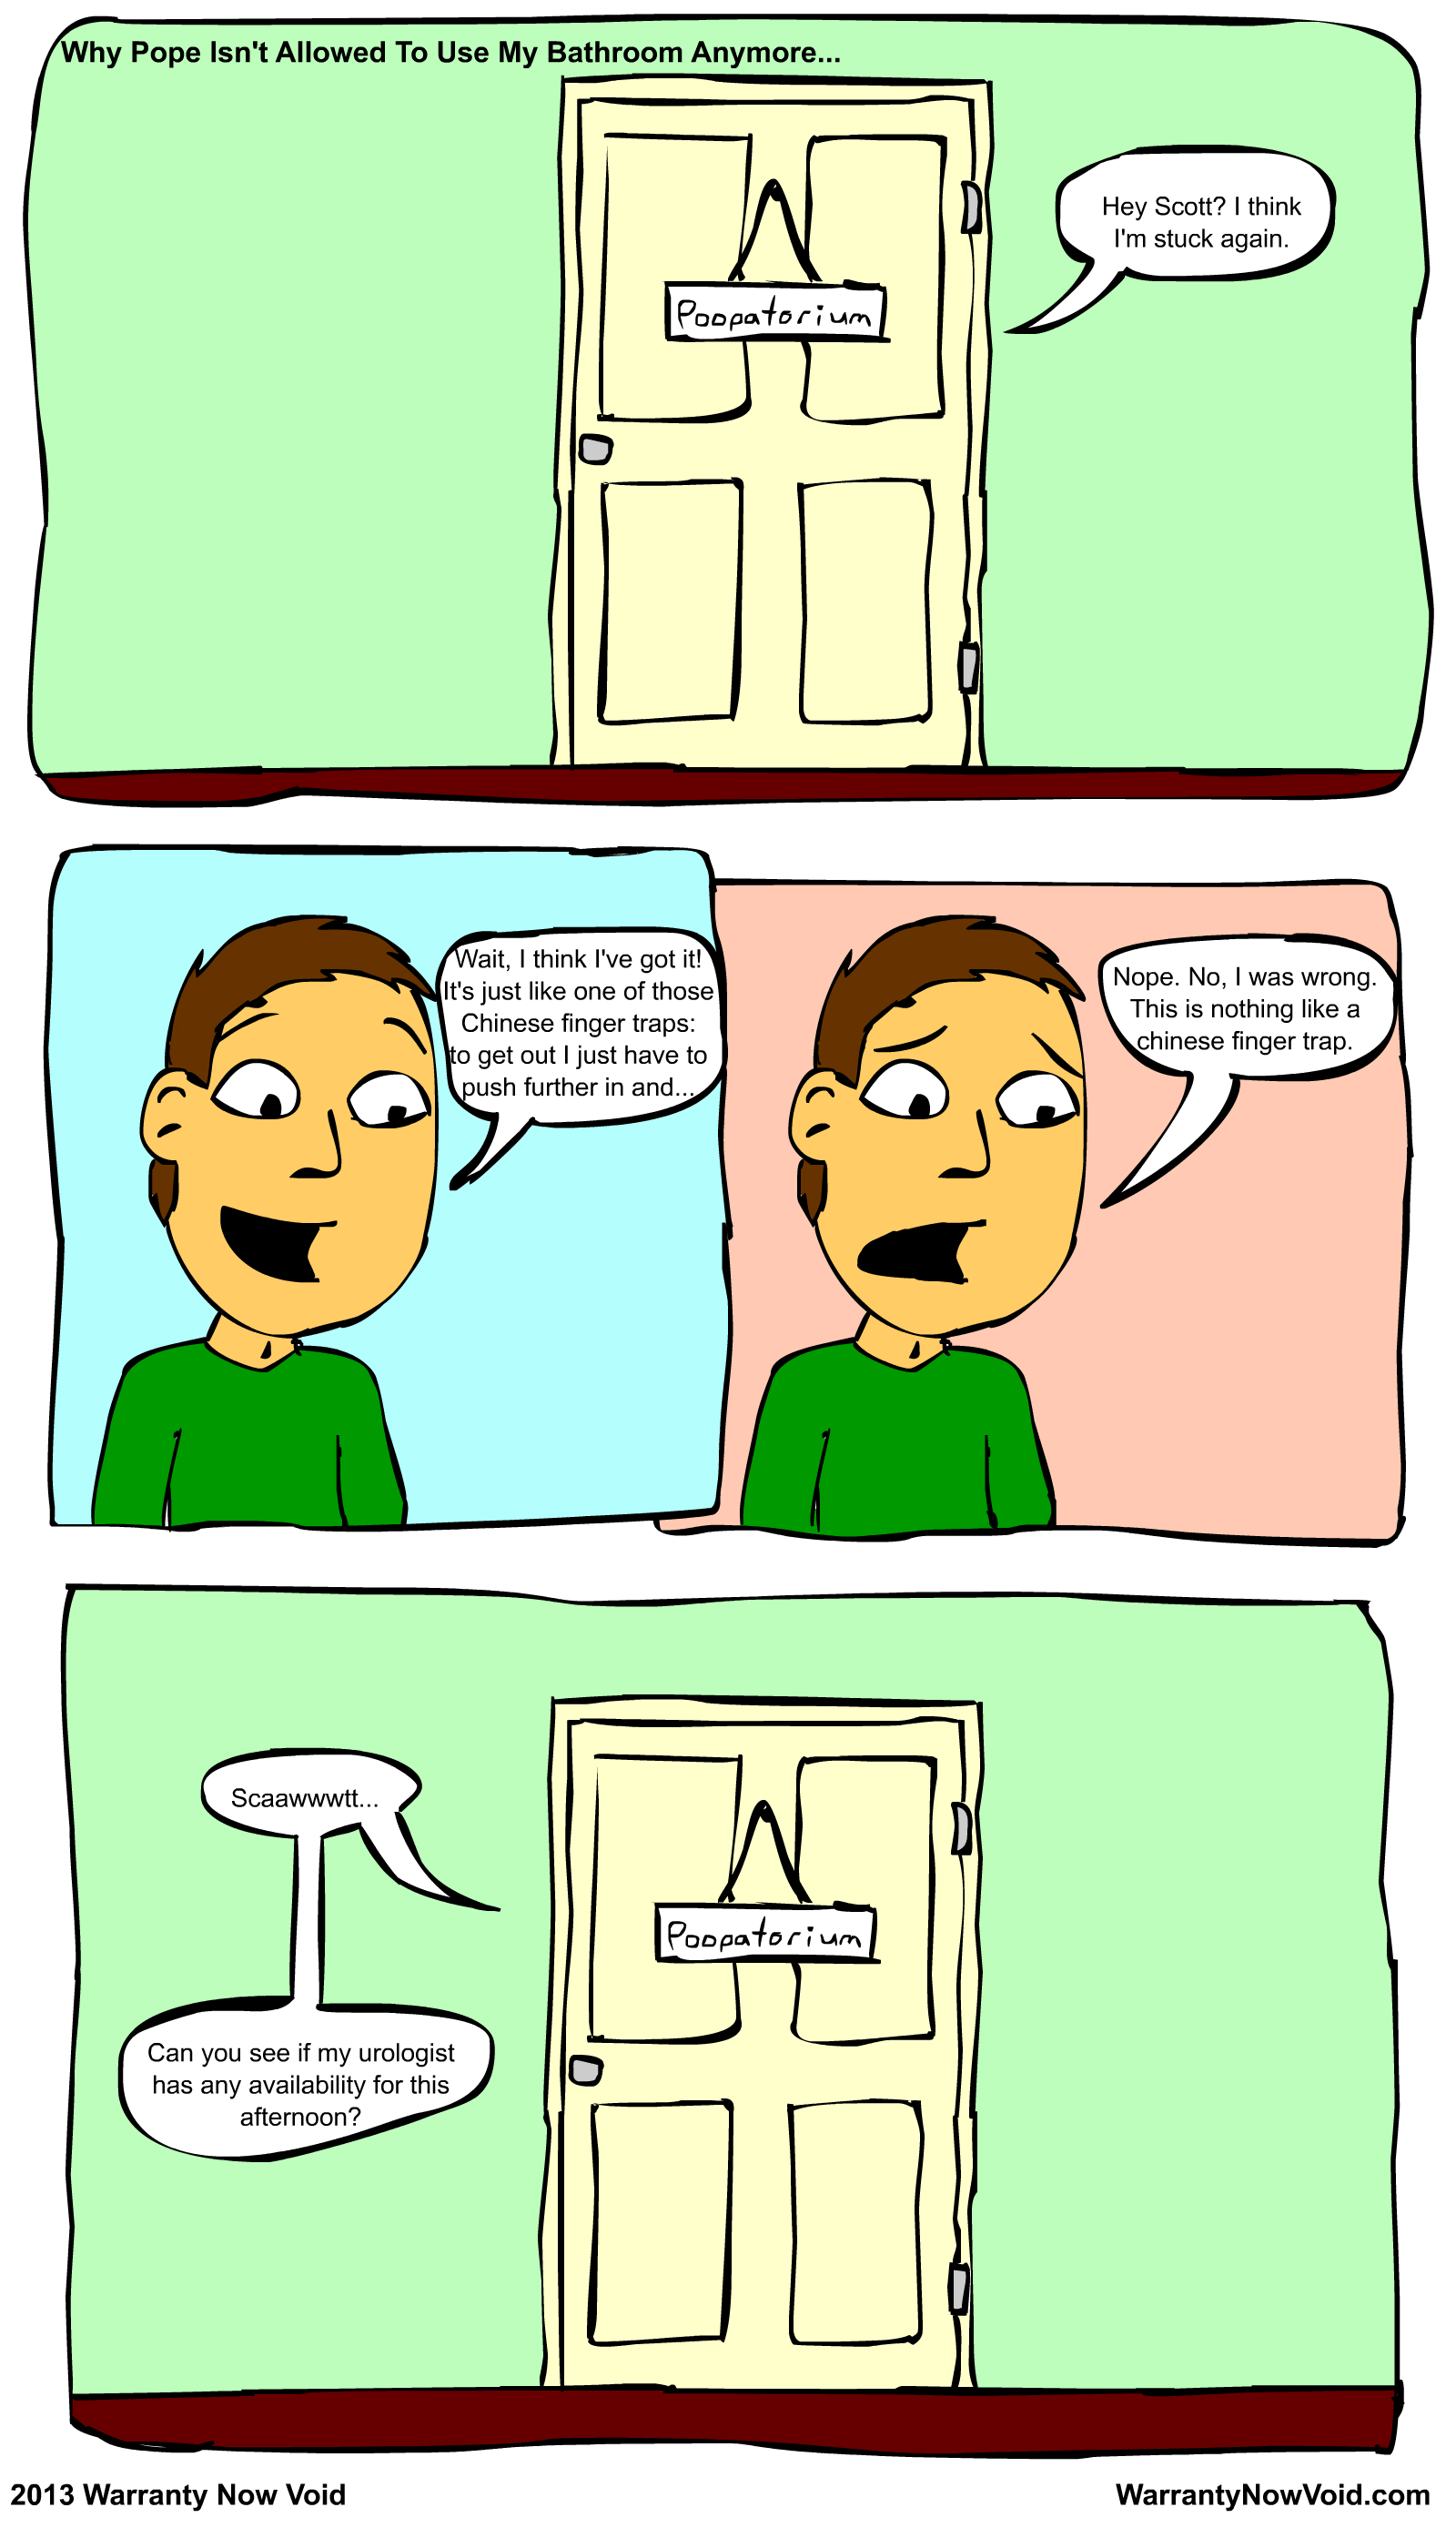 Why Pope Isn't Allowed To Use My Bathroom Anymore...
Hey Scott? I think
I'm stuck again.
Poopatorium
Wait, I think I've got it!
It's just like one of those
Chinese finger traps:
to get out I just have to
push further in and...
Nope. No, I was wrong.
This is nothing like a
chinese finger trap.
Scaawwwtt...
Can you see if my urologist
has any availability for this
afternoon?
Poopatorium
2013 Warranty Now Void
WarrantyNowVoid.com